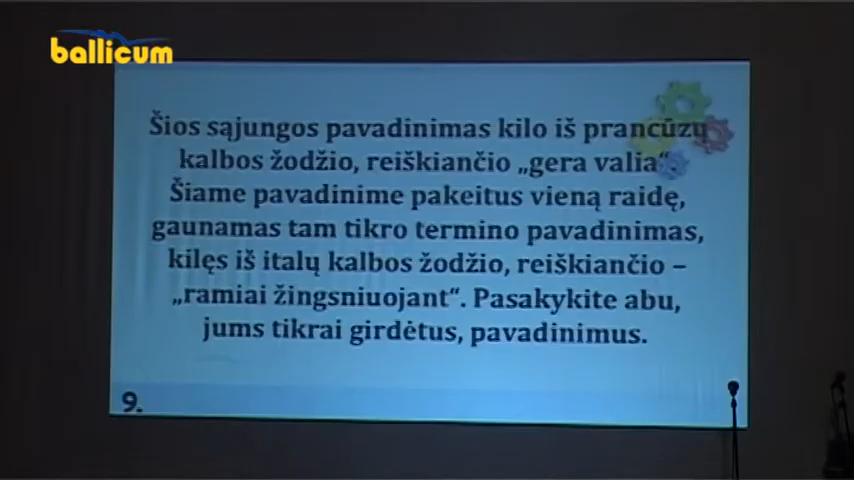 ballicum
Šios sąjungos pavadinimas kilo iš prancūzų
kalbos žodžio, reiškiančio „gera valia“.
Šiame pavadinime pakeitus vieną raidę,
gaunamas tam tikro termino pavadinimas,
kilęs iš italų kalbos žodžio, reiškiančio –
„ramiai žingsniuojant“. Pasakykite abu,
jums tikrai girdėtus, pavadinimus.
9.